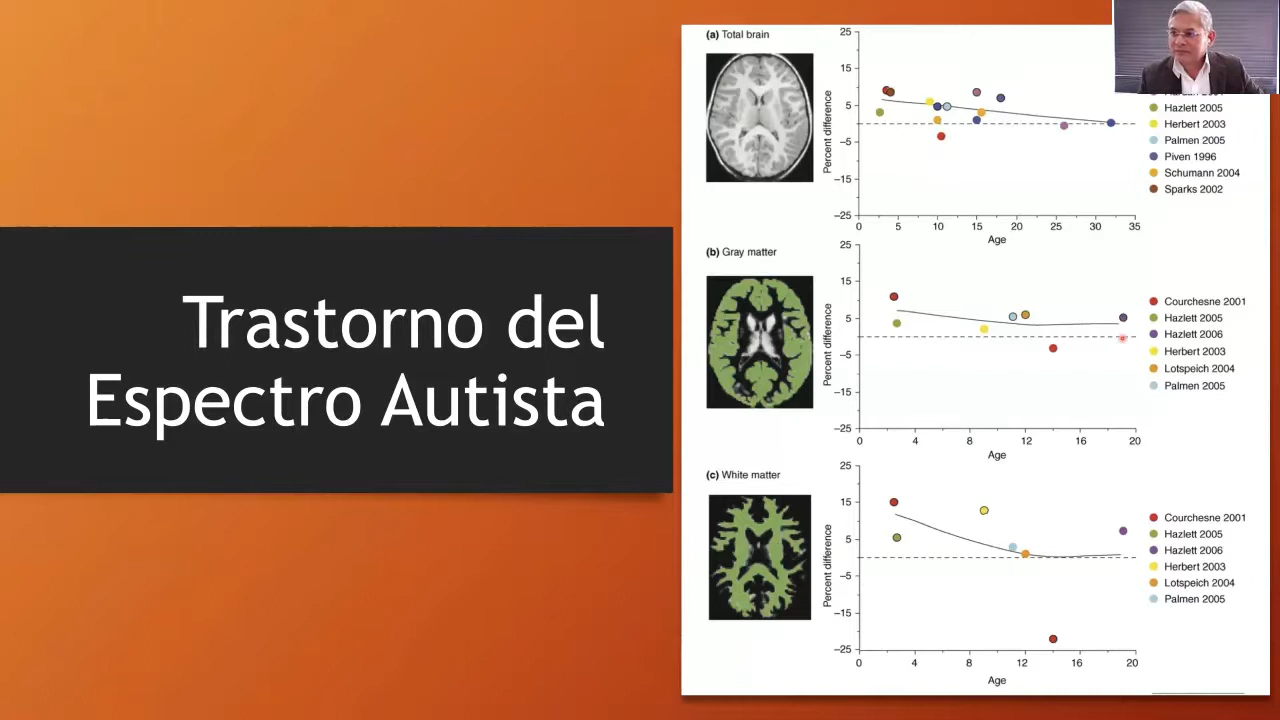 Trastorno del
Espectro Autista
(a) Total brain
25
15
5
−5
−15
−25
Percent difference
0 5 10 15 20 25 30 35
Age
Hazlett 2005
Herbert 2003
Palmen 2005
Piven 1996
Schumann 2004
Sparks 2002
(b) Gray matter
25
15
5
−5
−15
−25
Percent difference
0 4 8 12 16 20
Age
Courchesne 2001
Hazlett 2005
Hazlett 2006
Herbert 2003
Lotspeich 2004
Palmen 2005
(c) White matter
25
15
5
−5
−15
−25
Percent difference
0 4 8 12 16 20
Age
Courchesne 2001
Hazlett 2005
Hazlett 2006
Herbert 2003
Lotspeich 2004
Palmen 2005